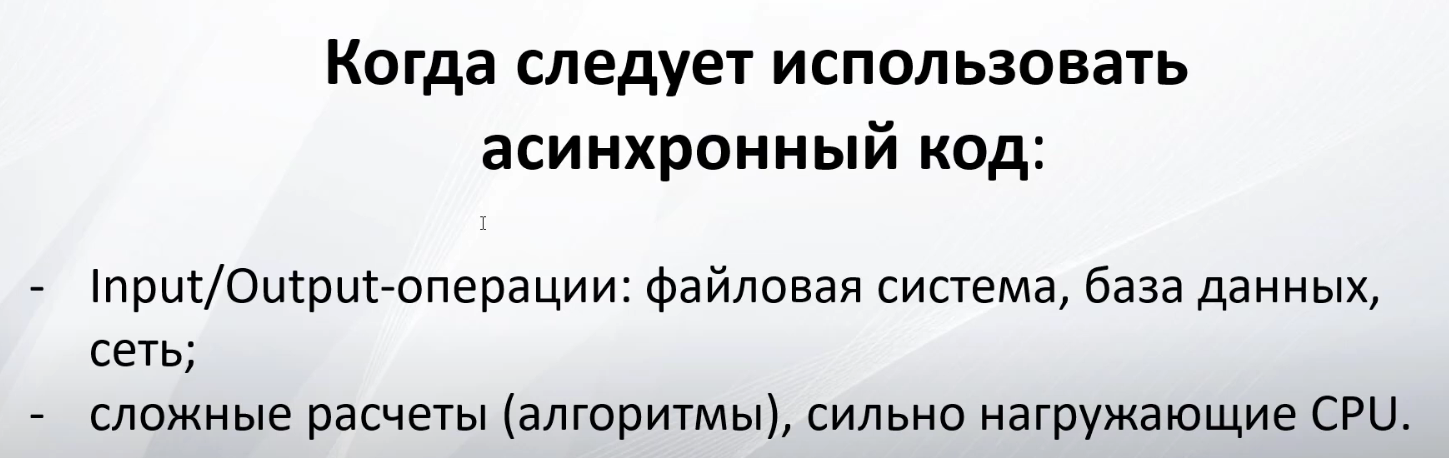 Когда следует использовать
асинхронный код:
- Input/Output-операции: файловая система, база данных,
сеть;
- сложные расчеты (алгоритмы), сильно нагружающие CPU.